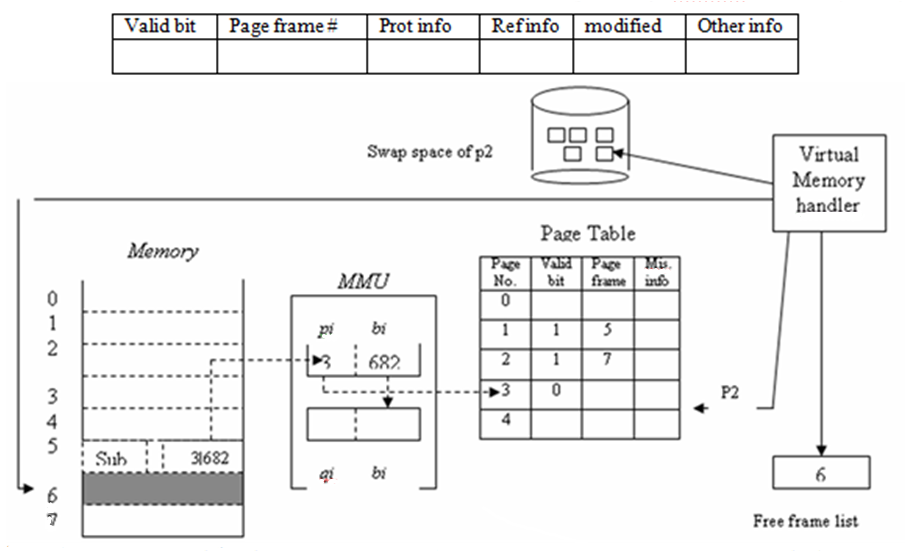 Valid bit Page frame # Prot info Ref info modified Other info
Swap space of p2
Virtual
Memory
handler
Memory
0
1
2
3
4
5
6
7
Sub 3|682
MMU
pi bi
3 682
qi bi
Page Table
Page No. Valid bit Page frame Mis. info
0
1 1 5
2 1 7
3 0
4
P2
6
Free frame list